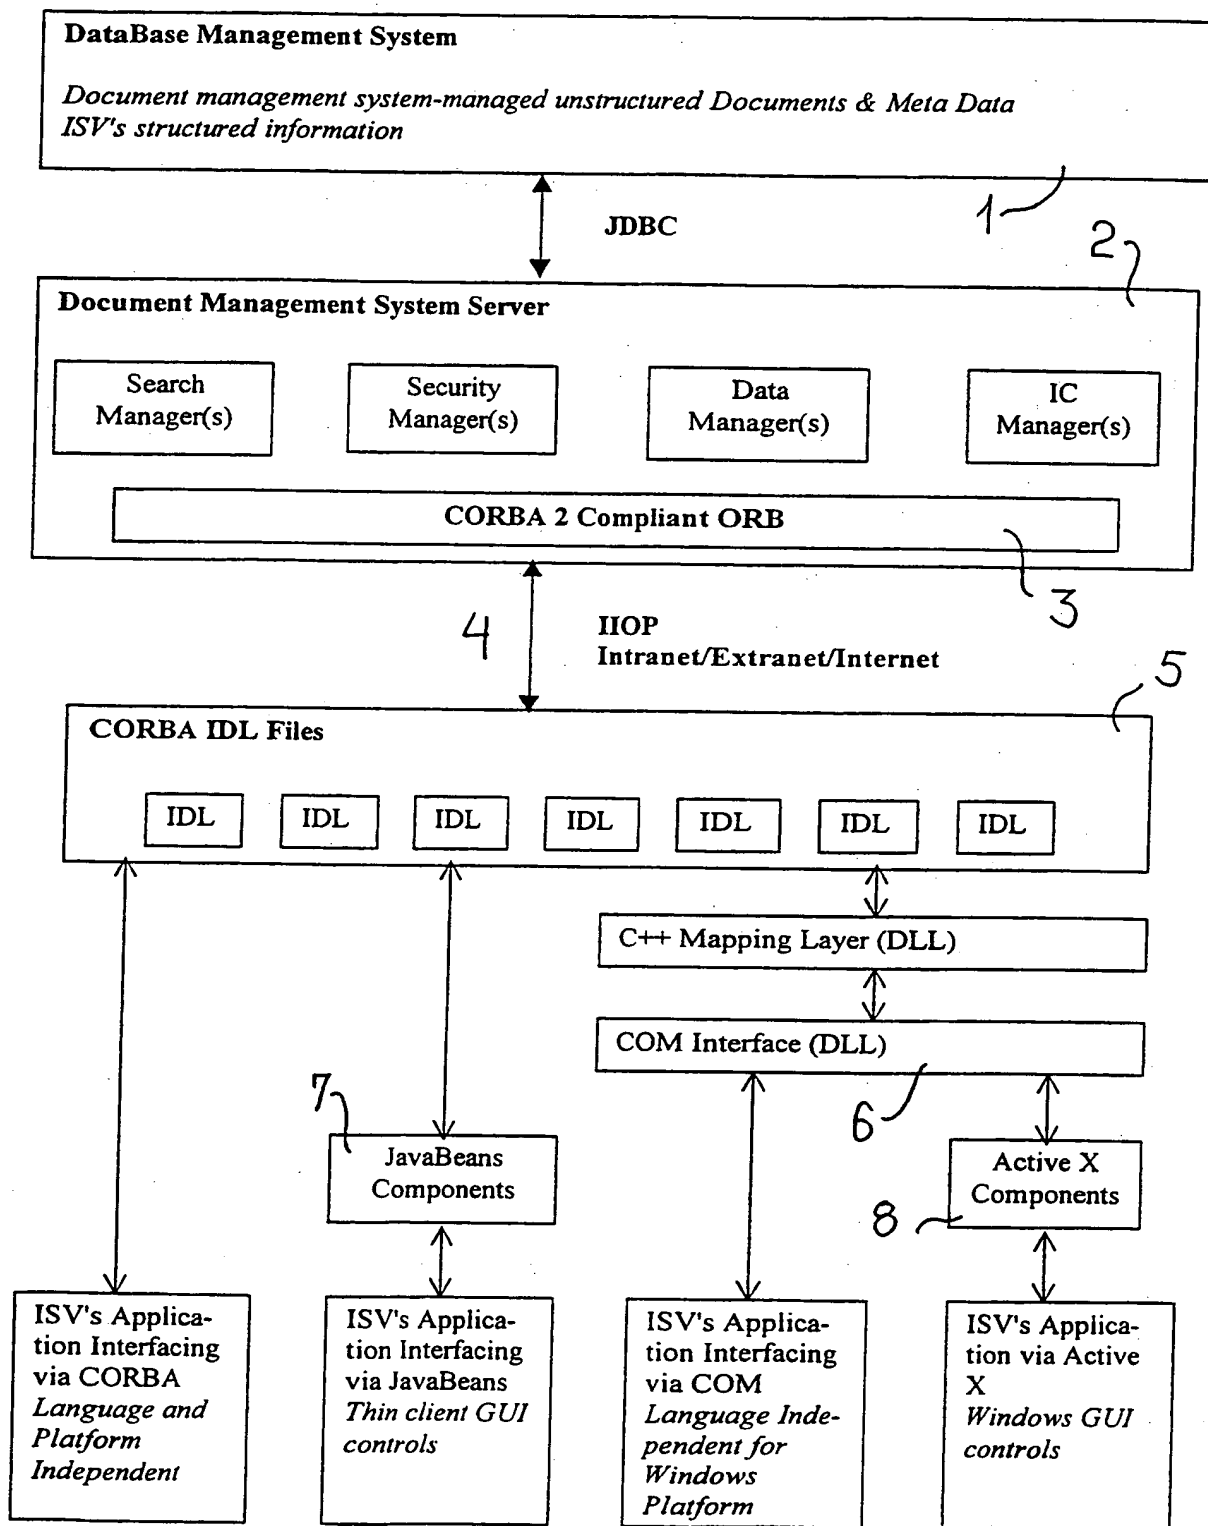 DataBase Management System
Document management system-managed unstructured Documents & Meta Data
ISV's structured information
1
JDBC
2
Document Management System Server
Search
Manager(s)
Security
Manager(s)
Data
Manager(s)
IC
Manager(s)
CORBA 2 Compliant ORB
3
4
IIOP
Intranet/Extranet/Internet
5
CORBA IDL Files
IDL
IDL
IDL
IDL
IDL
IDL
IDL
C++ Mapping Layer (DLL)
COM Interface (DLL)
6
7
JavaBeans
Components
Active X
Components
8
ISV's Applica-
tion Interfacing
via CORBA
Language and
Platform
Independent
ISV's Applica-
tion Interfacing
via JavaBeans
Thin client GUI
controls
ISV's Applica-
tion Interfacing
via COM
Language Inde-
pendent for
Windows
Platform
ISV's Applica-
tion via Active
X
Windows GUI
controls